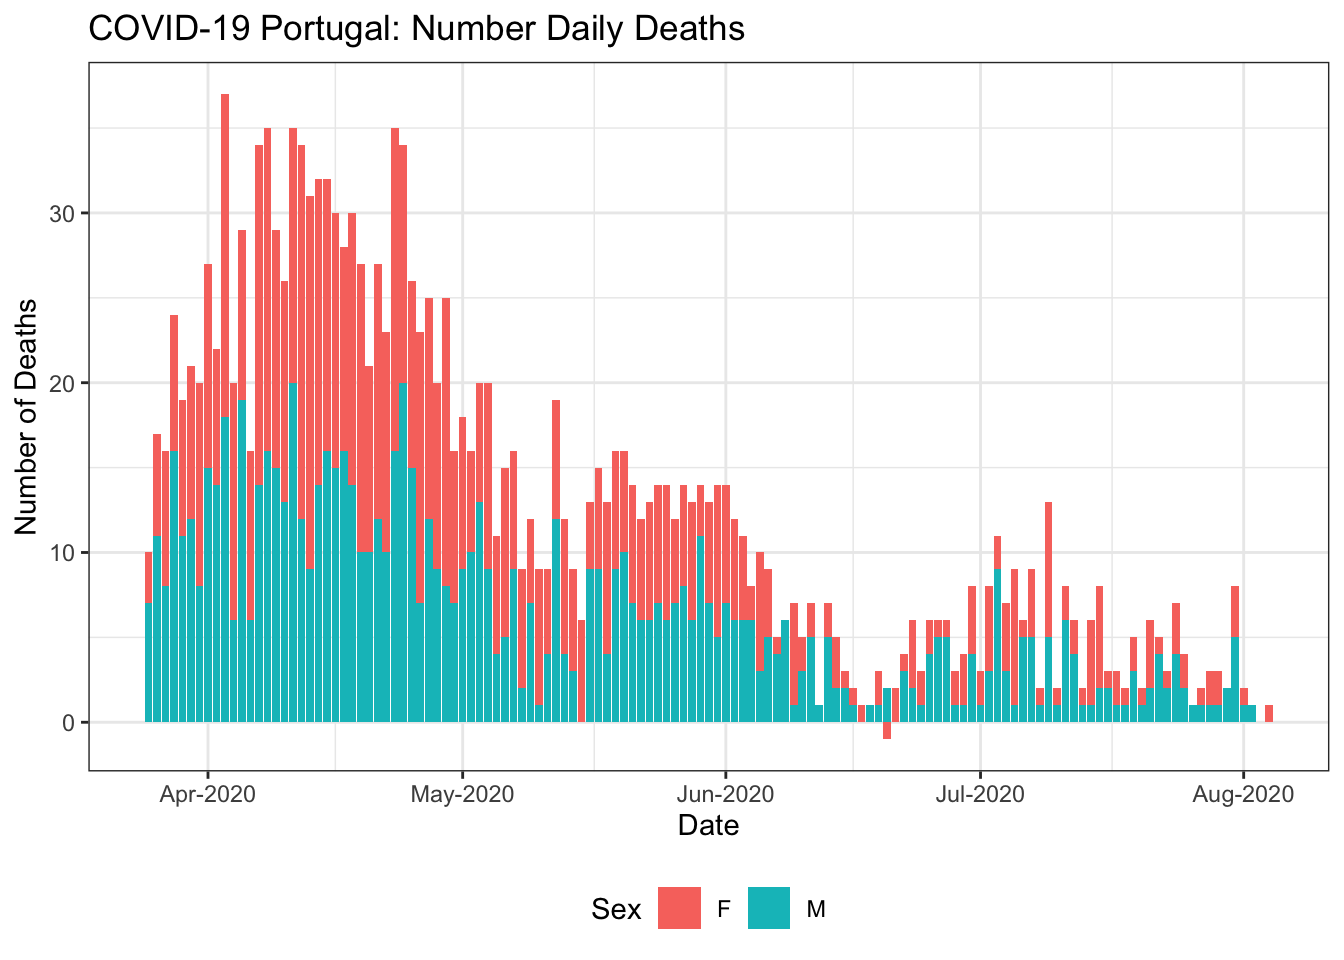 COVID-19 Portugal: Number Daily Deaths
Number of Deaths
30
20
10
0
Apr-2020 May-2020 Jun-2020 Jul-2020 Aug-2020
Date
Sex F M